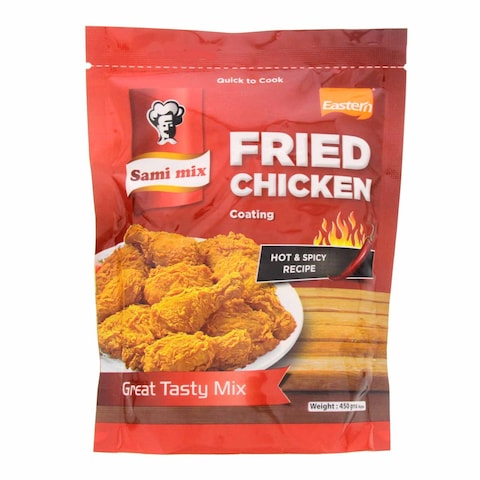 Quick to Cook
Eastern
Sami mix
FRIED
CHICKEN
Coating
HOT & SPICY
RECIPE
Great Tasty Mix
Weight : 450 g